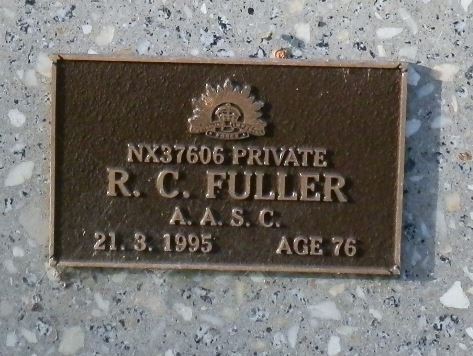 NX37606 PRIVATE
R. C. FULLER
A. A. S. C.
21. 3. 1995 AGE 76